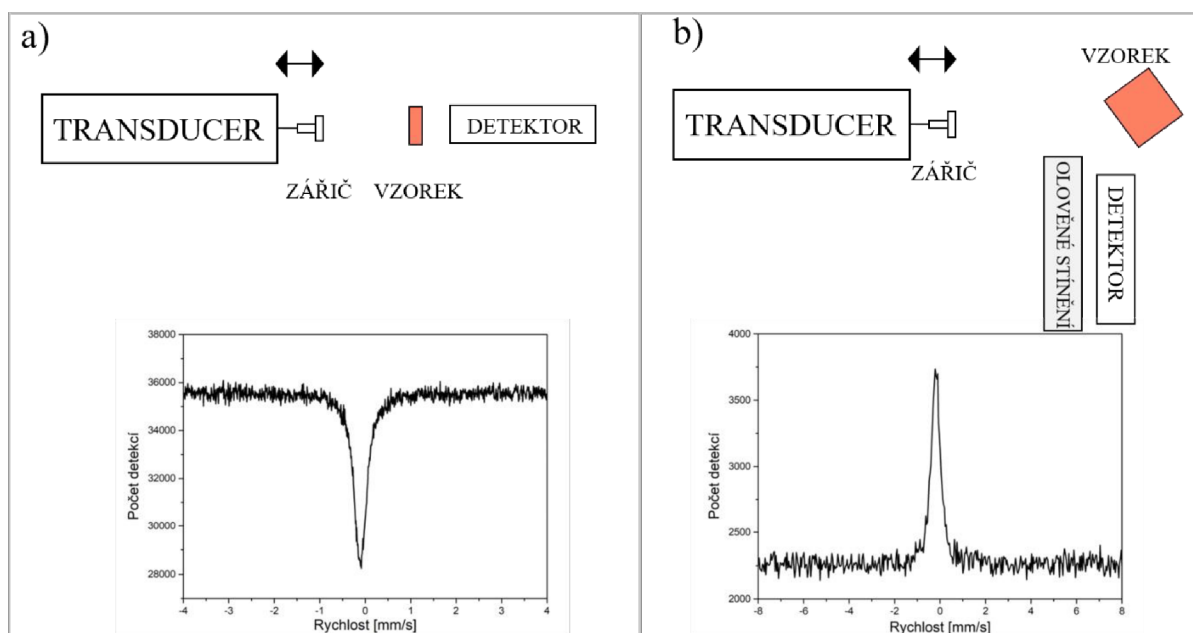 a)
TRANSDUCER
ZÁŘIČ
VZOREK
DETEKTOR
38000
36000
34000
32000
30000
28000
Počet detekcí
-4 -3 -2 -1 0 1 2 3 4
Rychlost [mm/s]
b)
TRANSDUCER
ZÁŘIČ
VZOREK
OLOVĚNÉ STÍNĚNÍ
DETEKTOR
4000
3500
3000
2500
2000
Počet detekcí
-8 -6 -4 -2 0 2 4 6 8
Rychlost [mm/s]